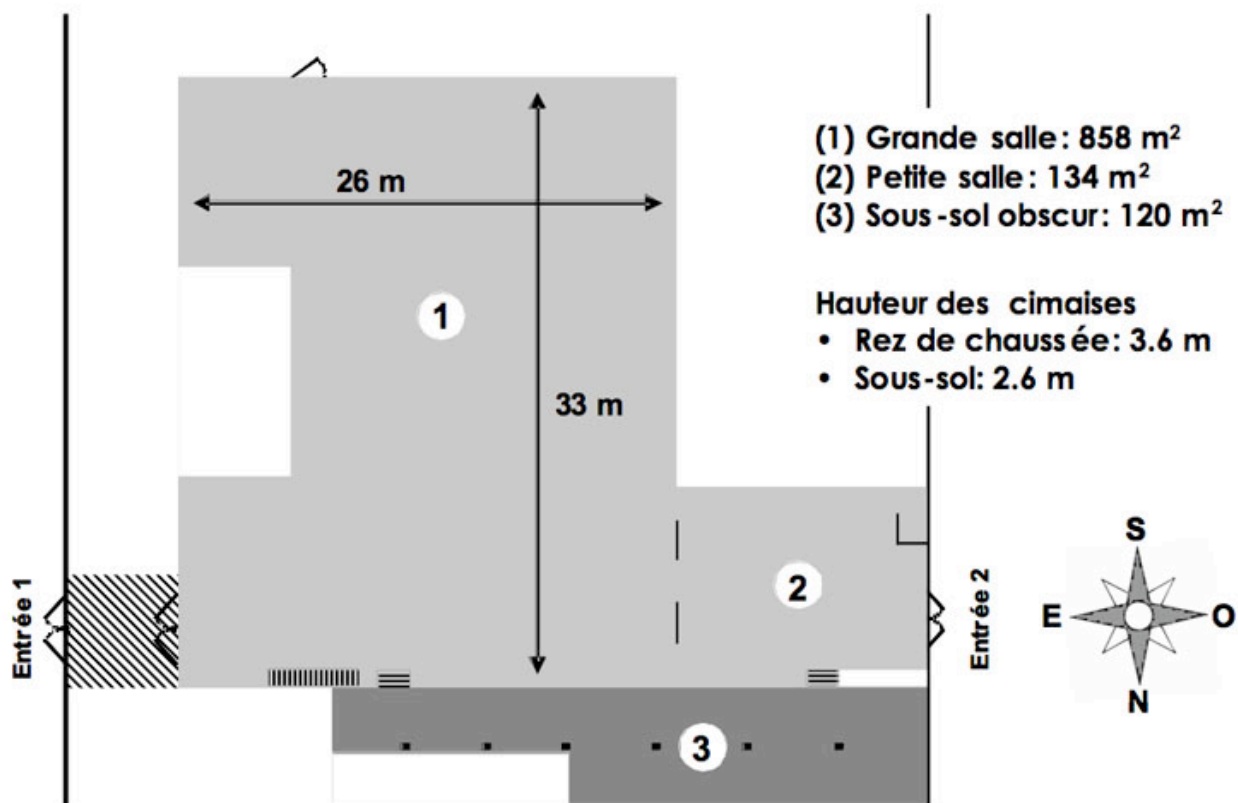 (1) Grande salle: 858 m²
(2) Petite salle: 134 m²
(3) Sous-sol obscur: 120 m²
Hauteur des cimaises
• Rez de chaussée: 3.6 m
• Sous-sol: 2.6 m
26 m
33 m
1
2
3
Entrée 1
Entrée 2
S
E
O
N